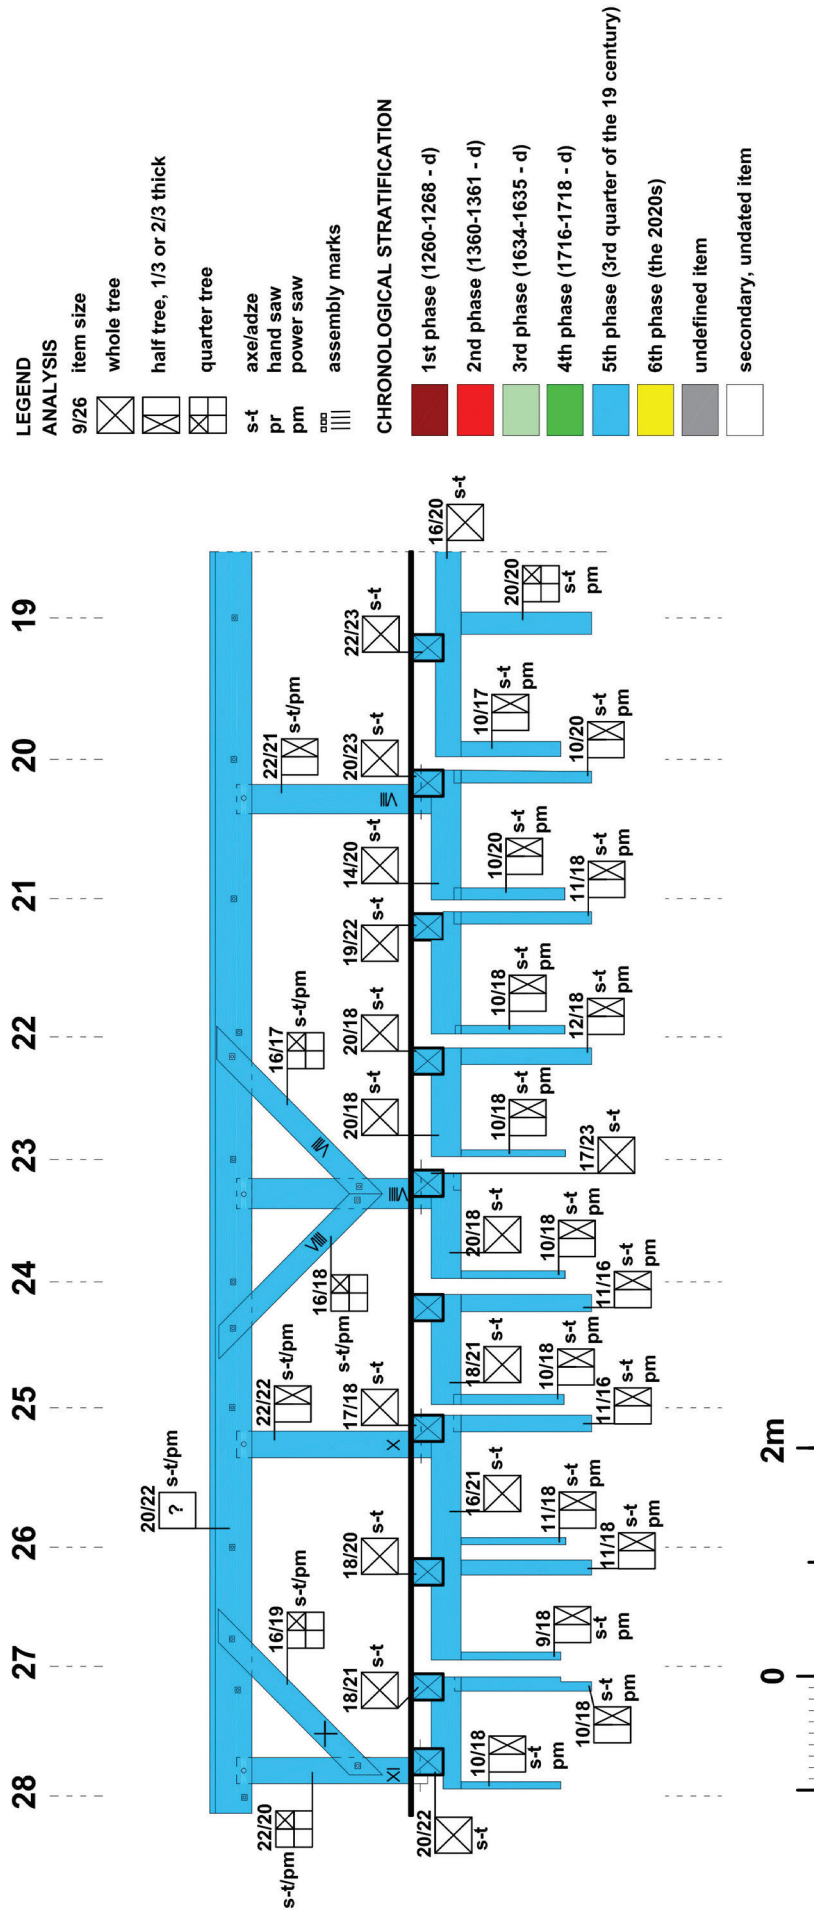 LEGEND
ANALYSIS
9/26 item size
whole tree
half tree, 1/3 or 2/3 thick
quarter tree
s-t axe/adze
pr hand saw
pm power saw
assembly marks
CHRONOLOGICAL STRATIFICATION
1st phase (1260-1268 - d)
2nd phase (1360-1361 - d)
3rd phase (1634-1635 - d)
4th phase (1716-1718 - d)
5th phase (3rd quarter of the 19 century)
6th phase (the 2020s)
undefined item
secondary, undated item
28 27 26 25 24 23 22 21 20 19
20/22
?
s-t/pm
22/20
s-t/pm
16/19
s-t/pm
22/22
s-t/pm
16/18
s-t/pm
16/17
s-t/pm
22/21
s-t/pm
IX
X
VIIII
VIII
VIII
VII
20/22
s-t
18/21
s-t
18/20
s-t
17/18
s-t
17/23
s-t
20/18
s-t
20/18
s-t
19/22
s-t
14/20
s-t
20/23
s-t
22/23
s-t
16/20
s-t
16/21
s-t
18/21
s-t
20/18
s-t
10/18
s-t
pm
10/18
s-t
pm
9/18
s-t
pm
11/18
s-t
pm
11/18
s-t
pm
11/16
s-t
pm
10/18
s-t
pm
11/16
s-t
pm
10/18
s-t
pm
10/18
s-t
pm
12/18
s-t
pm
10/18
s-t
pm
11/18
s-t
pm
10/20
s-t
pm
10/20
s-t
pm
10/17
s-t
pm
20/20
s-t
pm
0 2m